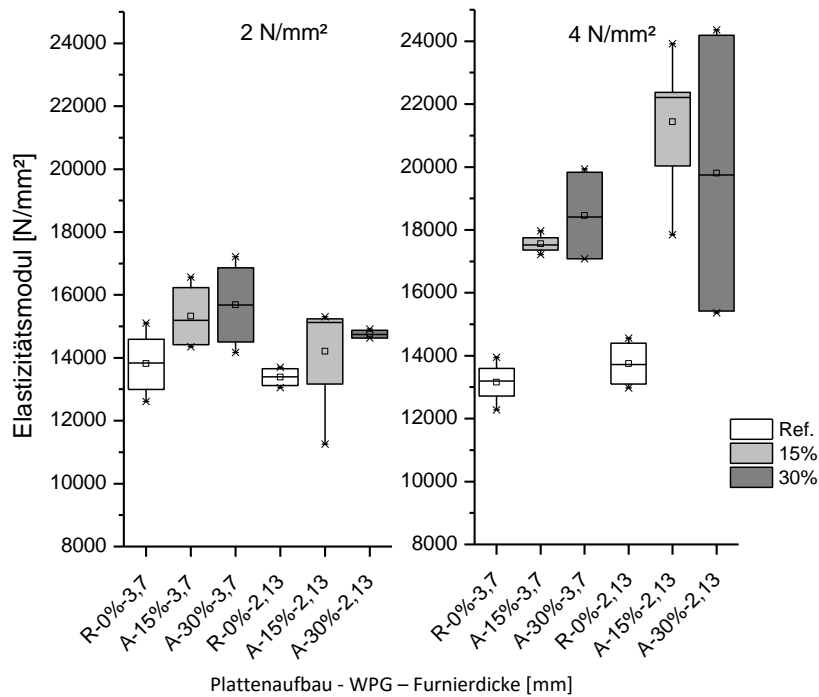 2 N/mm²
4 N/mm²
Elastizitätsmodul [N/mm²]
24000
22000
20000
18000
16000
14000
12000
10000
8000
24000
22000
20000
18000
16000
14000
12000
10000
8000
Ref.
15%
30%
R-0%-3,7
A-15%-3,7
A-30%-3,7
R-0%-2,13
A-15%-2,13
A-30%-2,13
R-0%-3,7
A-15%-3,7
A-30%-3,7
R-0%-2,13
A-15%-2,13
A-30%-2,13
Plattenaufbau - WPG – Furnierdicke [mm]